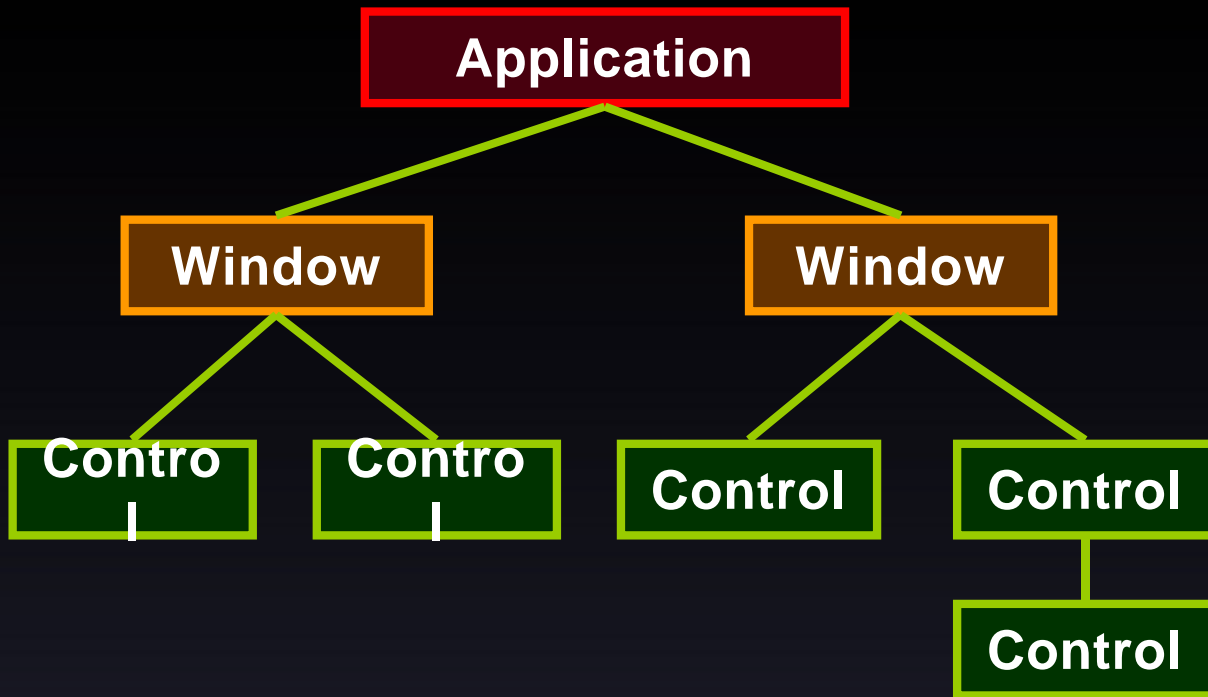 Application
Window
Window
Contro
l
Contro
l
Control
Control
Control